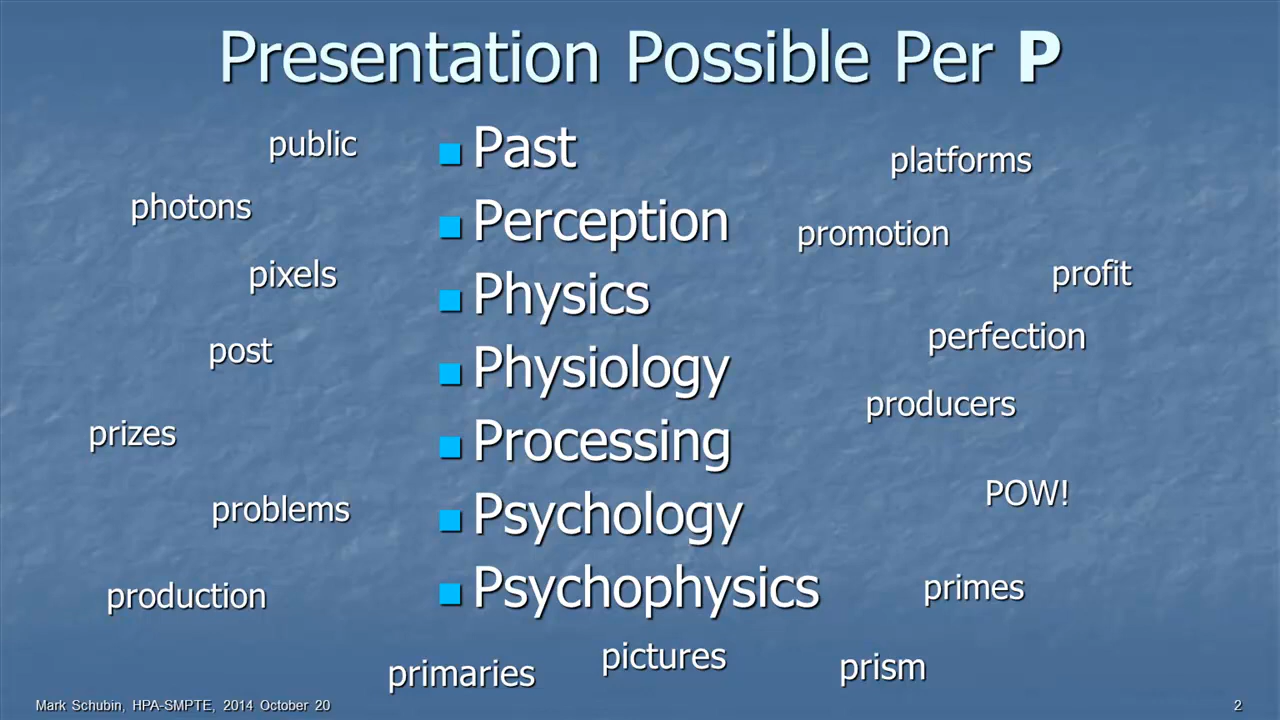 Presentation Possible Per P
public
Past
platforms
photons
Perception
promotion
pixels
Physics
profit
post
Physiology
perfection
prizes
Processing
producers
problems
Psychology
POW!
production
Psychophysics
primes
primaries
pictures
prism
Mark Schubin, HPA-SMPTE, 2014 October 20
2